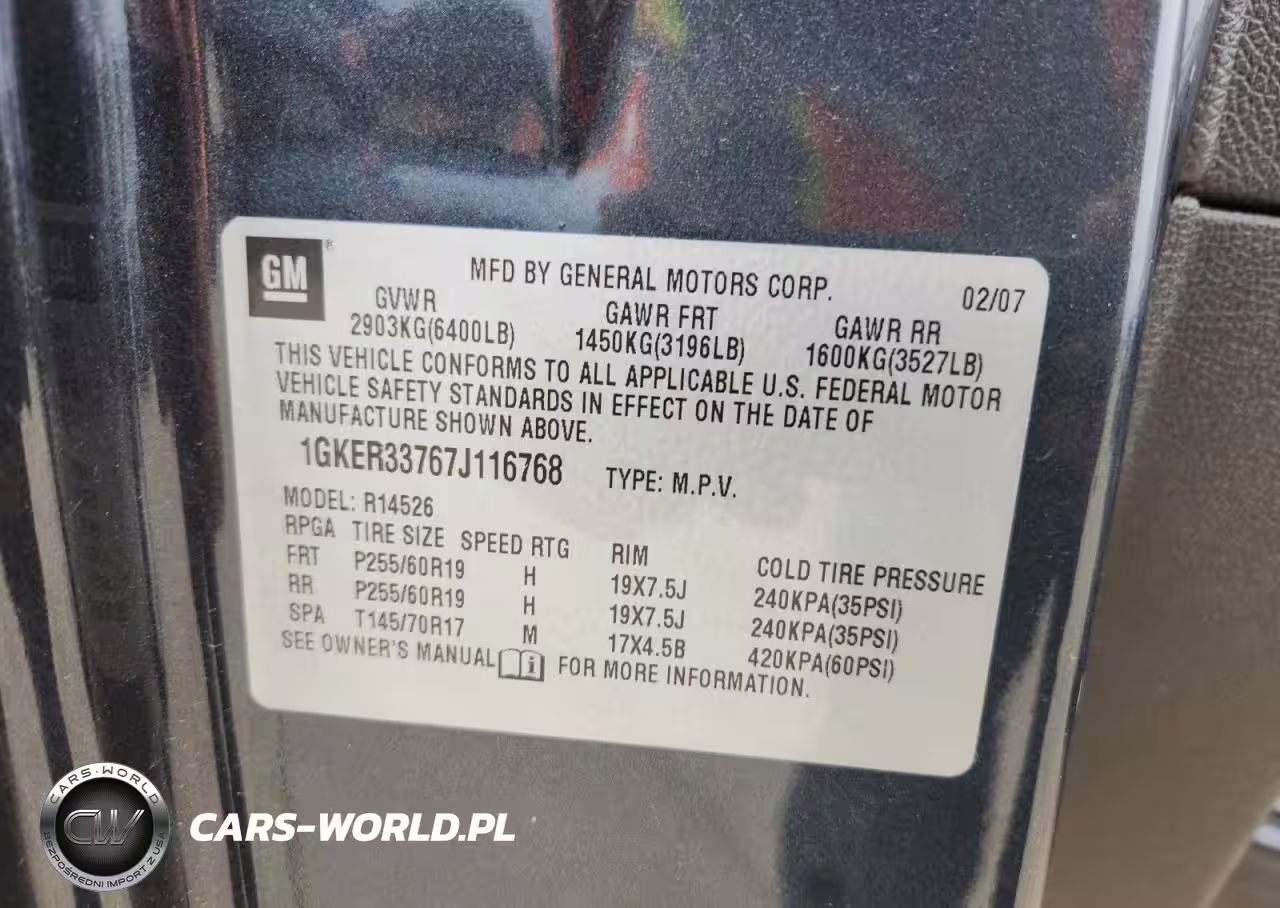 GM®
MFD BY GENERAL MOTORS CORP.
02/07
GVWR GAWR FRT GAWR RR
2903KG(6400LB) 1450KG(3196LB) 1600KG(3527LB)
THIS VEHICLE CONFORMS TO ALL APPLICABLE U.S. FEDERAL MOTOR
VEHICLE SAFETY STANDARDS IN EFFECT ON THE DATE OF
MANUFACTURE SHOWN ABOVE.
1GKER33767J116768 TYPE: M.P.V.
MODEL: R14526
RPGA TIRE SIZE SPEED RTG RIM COLD TIRE PRESSURE
FRT P255/60R19 H 19X7.5J 240KPA(35PSI)
RR P255/60R19 H 19X7.5J 240KPA(35PSI)
SPA T145/70R17 M 17X4.5B 420KPA(60PSI)
SEE OWNER'S MANUAL i FOR MORE INFORMATION.
CARS-WORLD
CW
BEZPOŚREDNI IMPORT Z USA
CARS-WORLD.PL